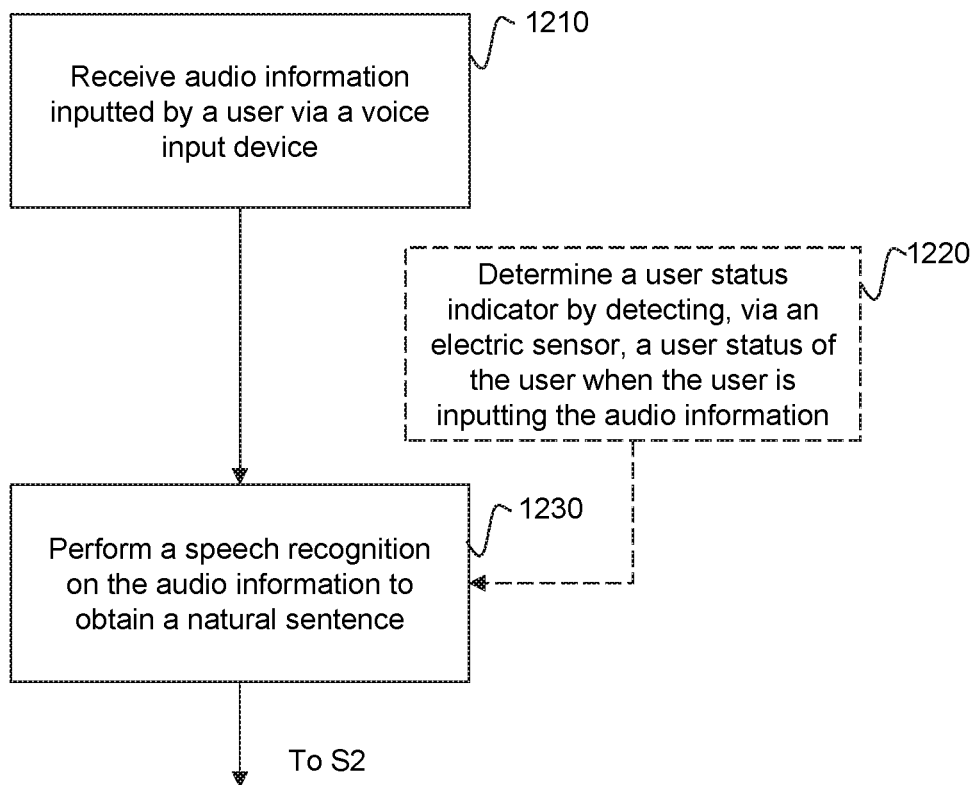 1210
Receive audio information
inputted by a user via a voice
input device
1220
Determine a user status
indicator by detecting, via an
electric sensor, a user status of
the user when the user is
inputting the audio information
1230
Perform a speech recognition
on the audio information to
obtain a natural sentence
To S2